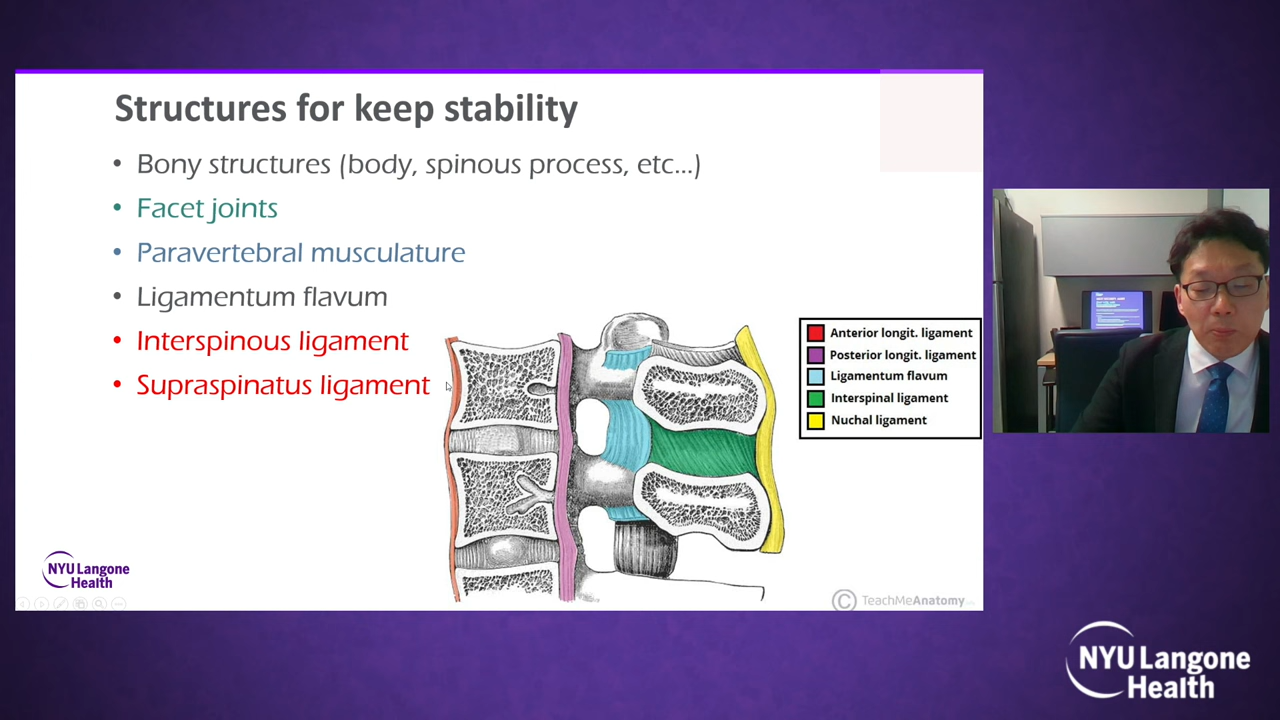 Structures for keep stability
• Bony structures (body, spinous process, etc...)
• Facet joints
• Paravertebral musculature
• Ligamentum flavum
• Interspinous ligament
• Supraspinatus ligament
Anterior longit. ligament
Posterior longit. ligament
Ligamentum flavum
Interspinal ligament
Nuchal ligament
NYU Langone
Health
© TeachMeAnatomy
NYU Langone
Health